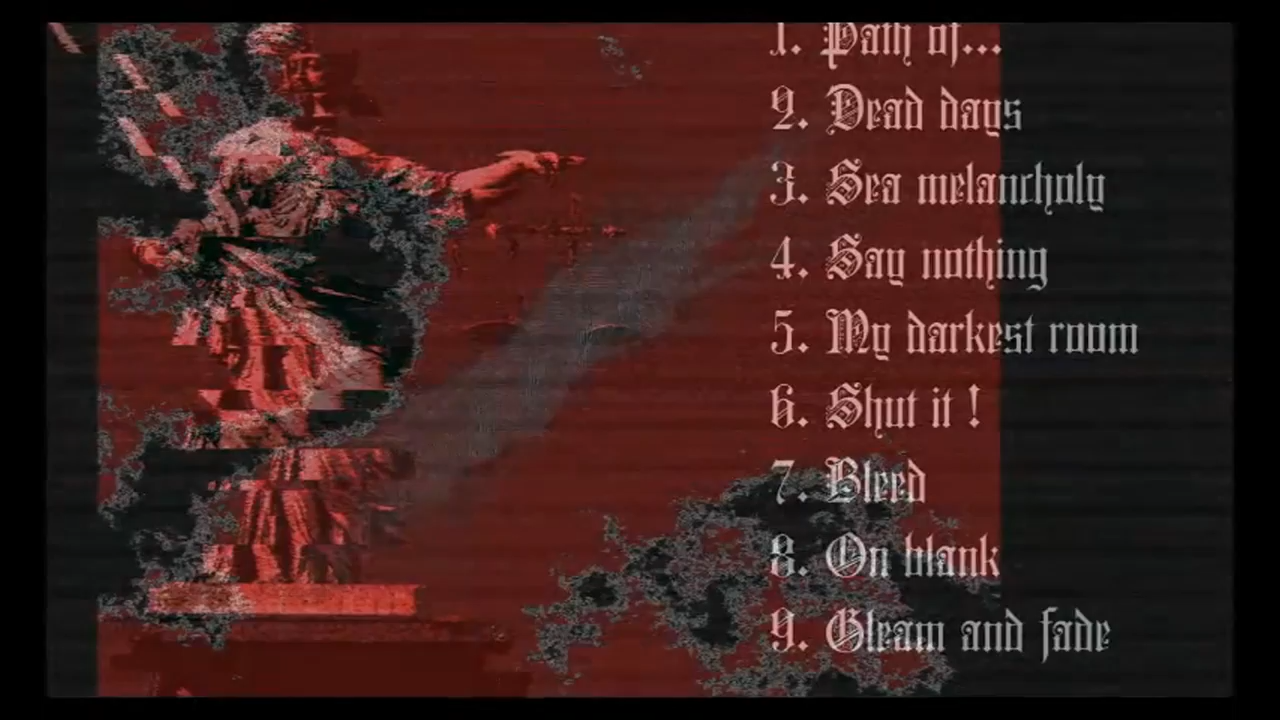 1. Path of...
2. Dead days
3. Sea melancholy
4. Say nothing
5. My darkest room
6. Shut it !
7. Bleed
8. On blank
9. Gleam and fade